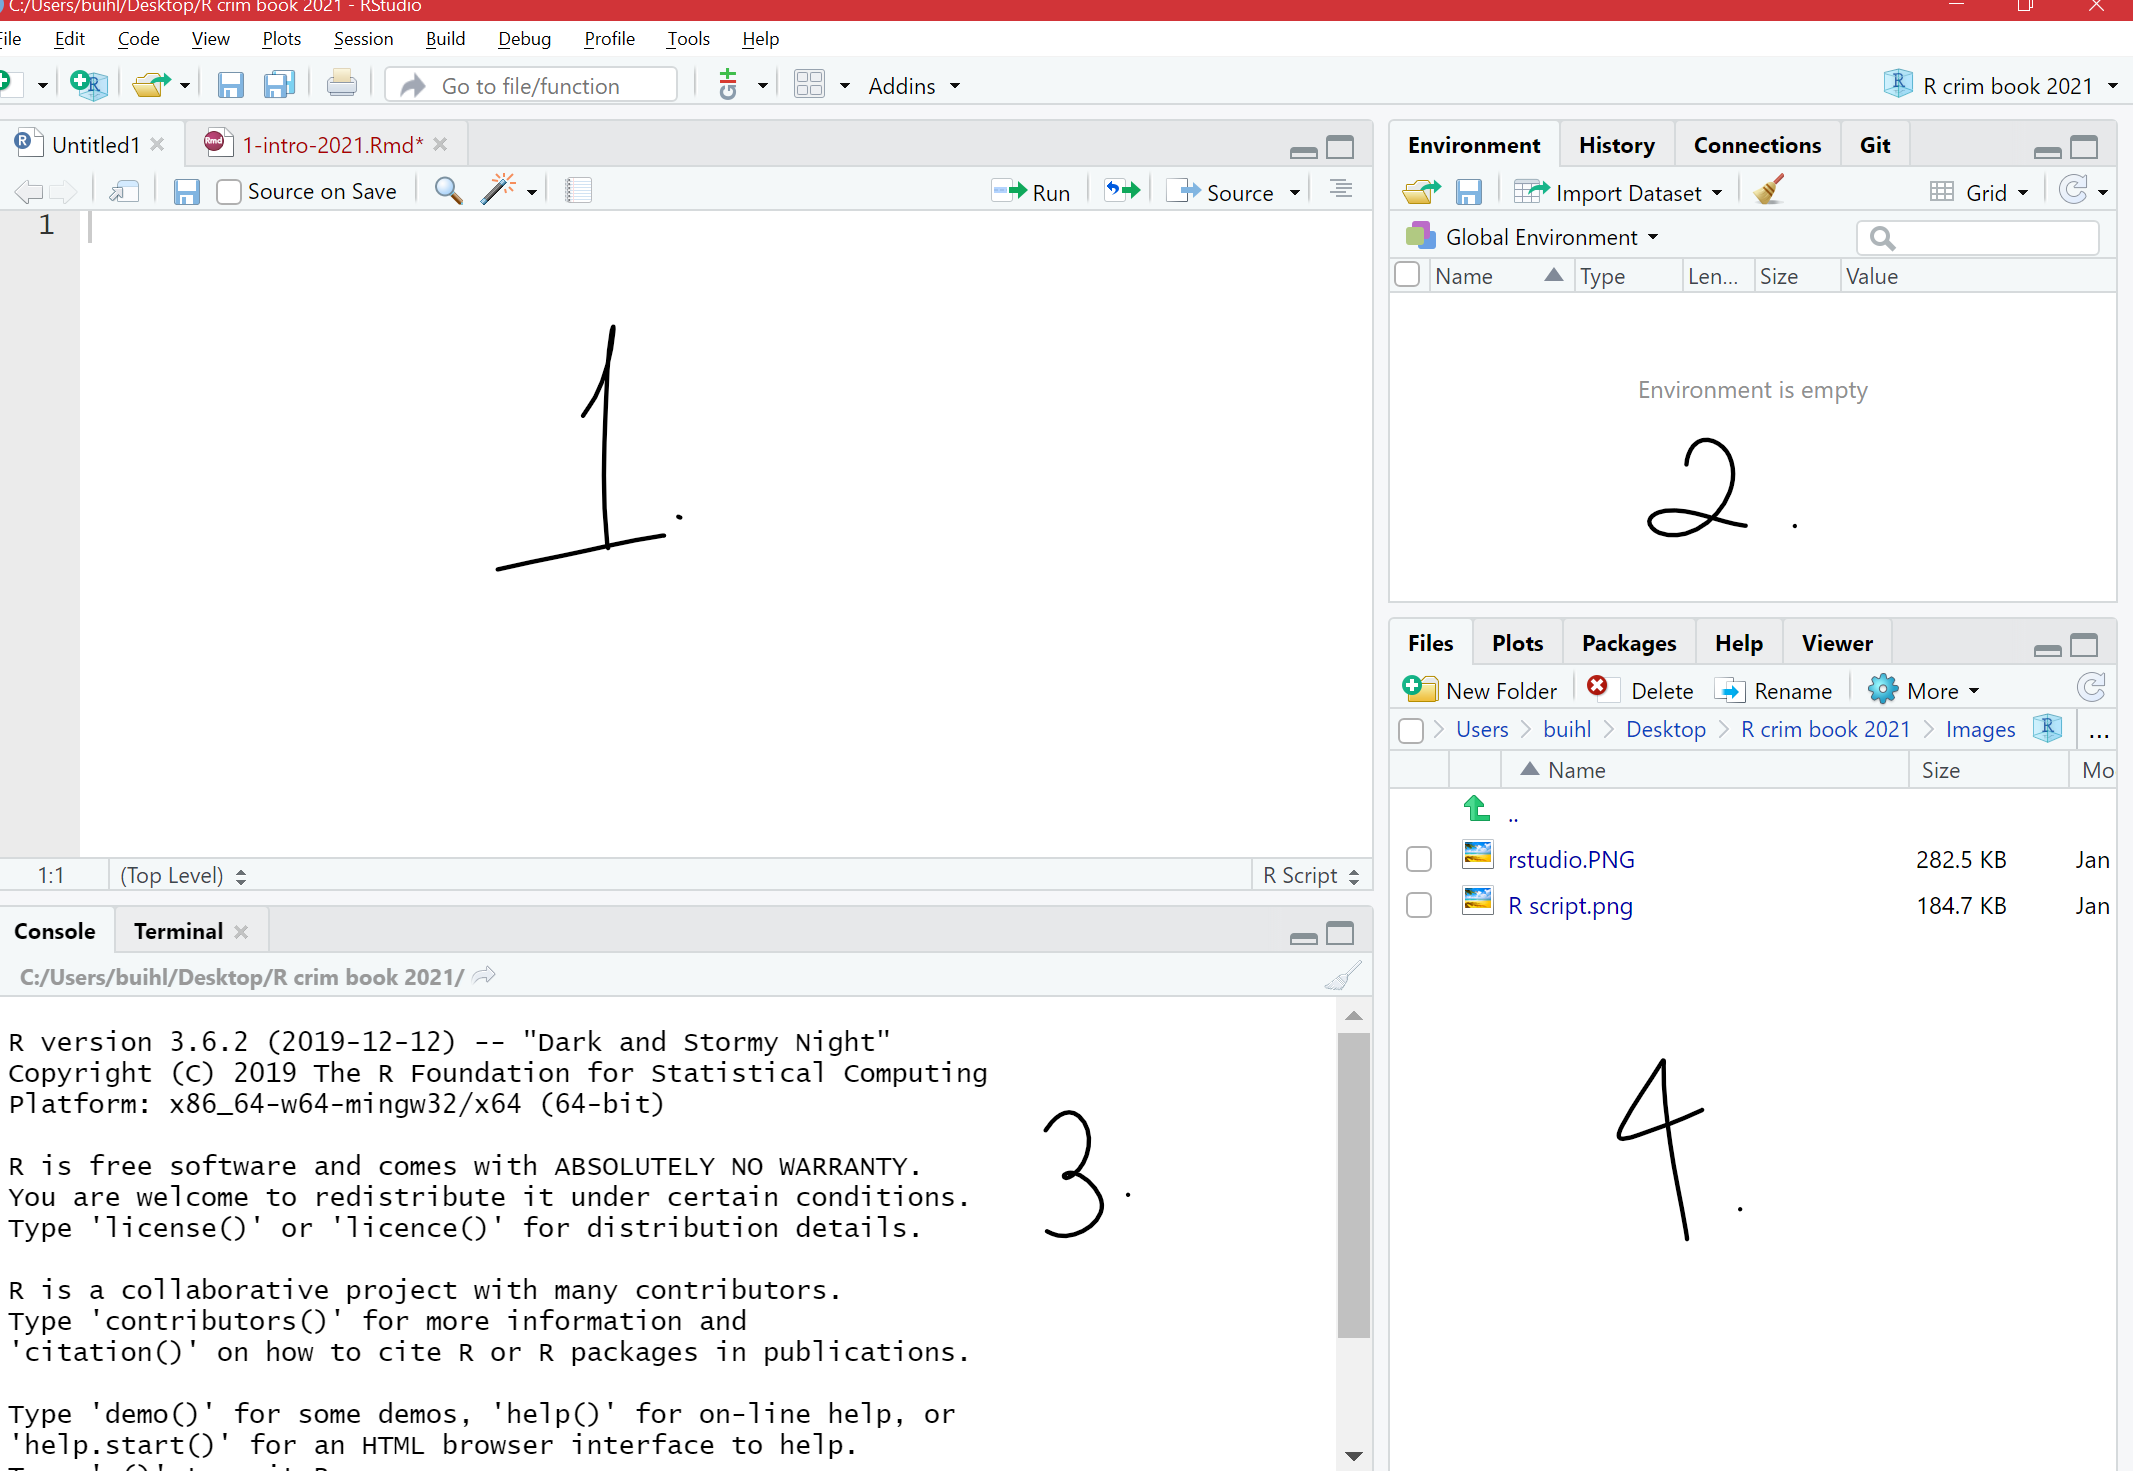 C:/Users/buihl/Desktop/R crim book 2021 - RStudio
File Edit Code View Plots Session Build Debug Profile Tools Help
Go to file/function Addins R crim book 2021
Untitled1 1-intro-2021.Rmd*
Source on Save Run Source
1
1.
1:1 (Top Level) R Script
Environment History Connections Git
Import Dataset Grid
Global Environment
Name Type Len... Size Value
Environment is empty
2.
Console Terminal
C:/Users/buihl/Desktop/R crim book 2021/
R version 3.6.2 (2019-12-12) -- "Dark and Stormy Night"
Copyright (C) 2019 The R Foundation for Statistical Computing
Platform: x86_64-w64-mingw32/x64 (64-bit)
R is free software and comes with ABSOLUTELY NO WARRANTY.
You are welcome to redistribute it under certain conditions.
Type 'license()' or 'licence()' for distribution details.
R is a collaborative project with many contributors.
Type 'contributors()' for more information and
'citation()' on how to cite R or R packages in publications.
Type 'demo()' for some demos, 'help()' for on-line help, or
'help.start()' for an HTML browser interface to help.
3.
Files Plots Packages Help Viewer
New Folder Delete Rename More
Users buihl Desktop R crim book 2021 Images ...
Name Size Mo
..
rstudio.PNG 282.5 KB Jan
R script.png 184.7 KB Jan
4.